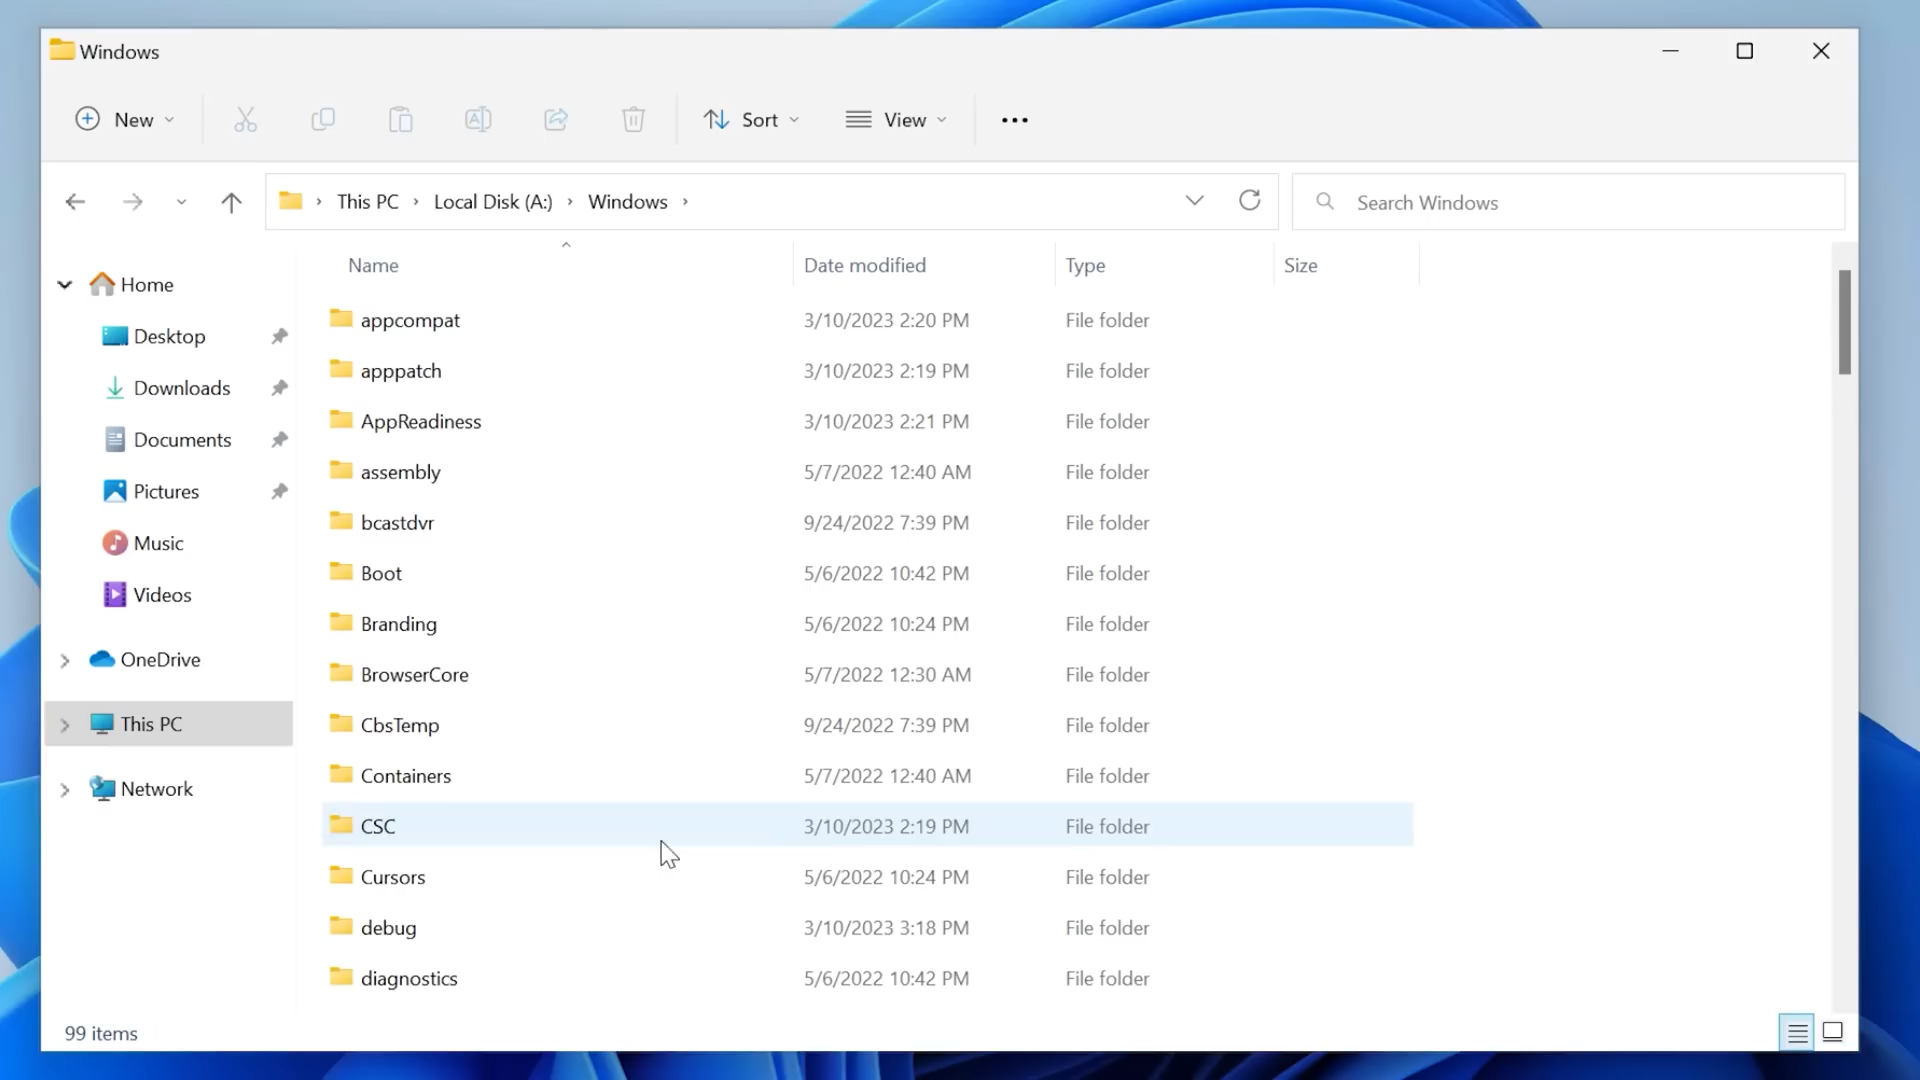 Windows
New
Sort
View
This PC
Local Disk (A:)
Windows
Search Windows
Name
Date modified
Type
Size
Home
Desktop
Downloads
Documents
Pictures
Music
Videos
OneDrive
This PC
Network
appcompat 3/10/2023 2:20 PM File folder
apppatch 3/10/2023 2:19 PM File folder
AppReadiness 3/10/2023 2:21 PM File folder
assembly 5/7/2022 12:40 AM File folder
bcastdvr 9/24/2022 7:39 PM File folder
Boot 5/6/2022 10:42 PM File folder
Branding 5/6/2022 10:24 PM File folder
BrowserCore 5/7/2022 12:30 AM File folder
CbsTemp 9/24/2022 7:39 PM File folder
Containers 5/7/2022 12:40 AM File folder
CSC 3/10/2023 2:19 PM File folder
Cursors 5/6/2022 10:24 PM File folder
debug 3/10/2023 3:18 PM File folder
diagnostics 5/6/2022 10:42 PM File folder
99 items